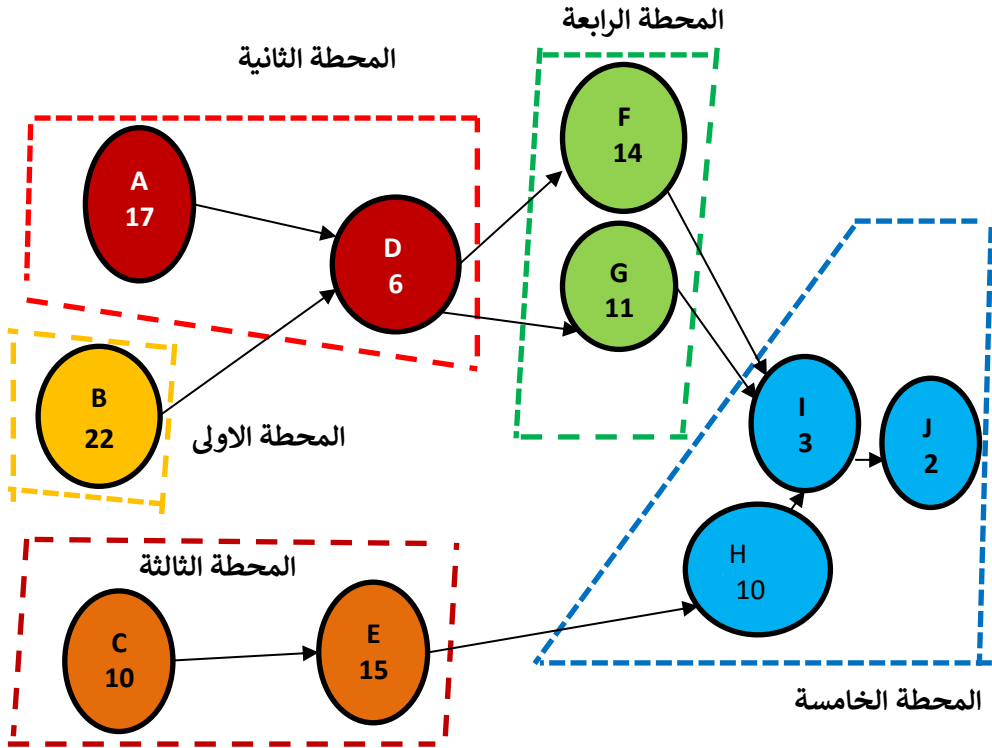 المحطة الرابعة
المحطة الثانية
F
14
A
17
D
6
G
11
B
22
المحطة الاولى
I
3
J
2
H
10
المحطة الثالثة
C
10
E
15
المحطة الخامسة